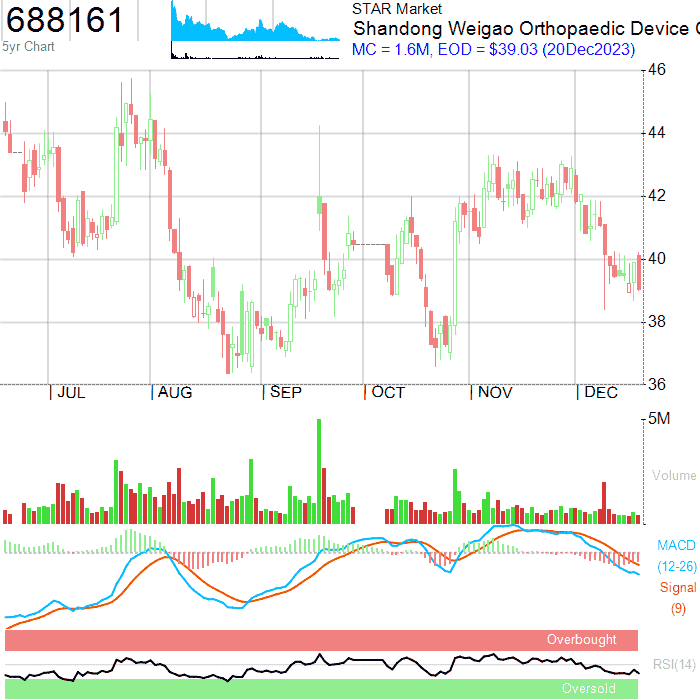 688161
5yr Chart
STAR Market
Shandong Weigao Orthopaedic Device C
MC = 1.6M, EOD = $39.03 (20Dec2023)
46
44
42
40
38
36
JUL AUG SEP OCT NOV DEC
5M
Volume
MACD
(12-26)
Signal
(9)
Overbought
RSI(14)
Oversold